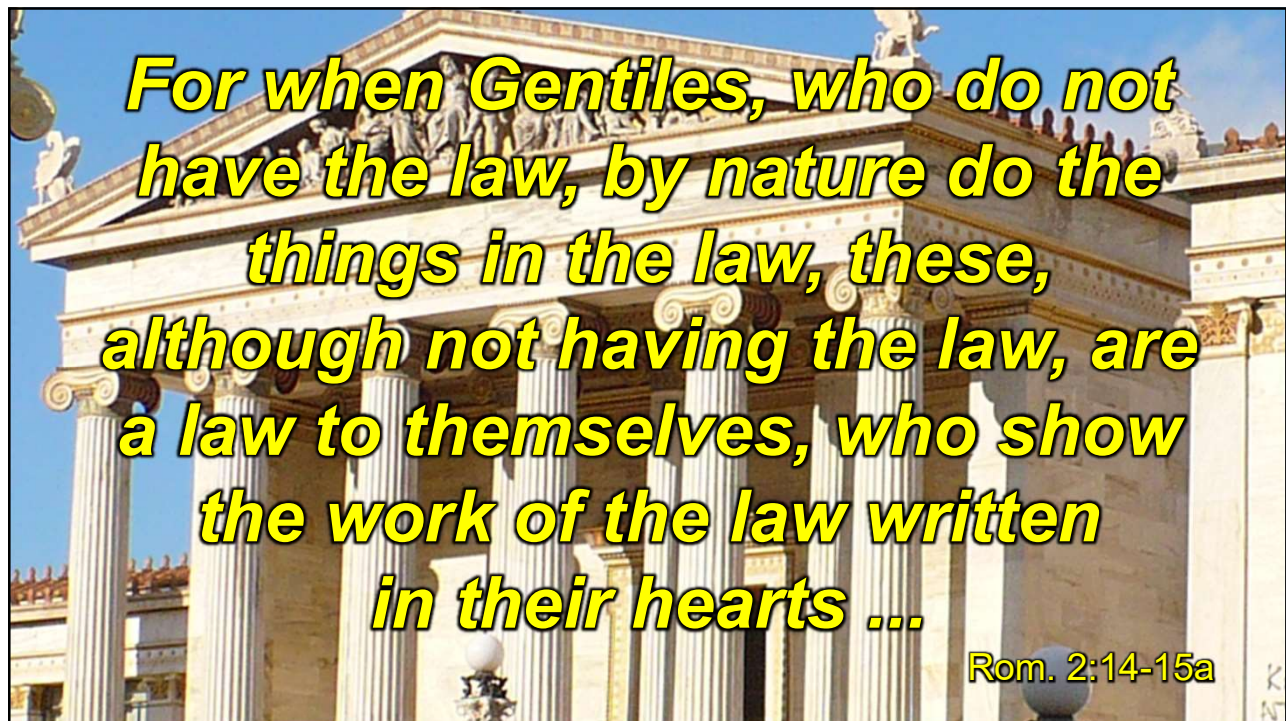 For when Gentiles, who do not
have the law, by nature do the
things in the law, these,
although not having the law, are
a law to themselves, who show
the work of the law written
in their hearts ...
Rom. 2:14-15a